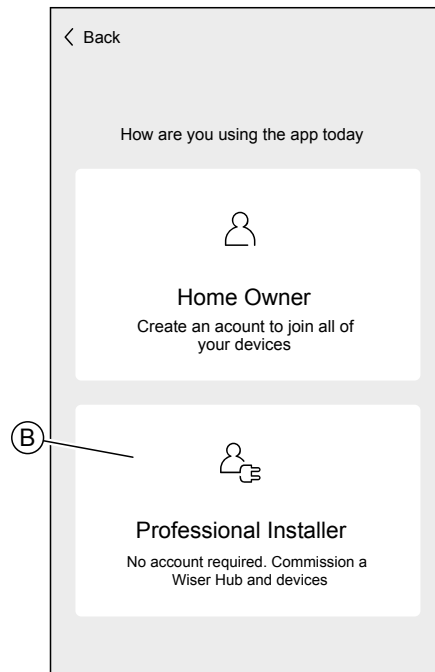 Back
How are you using the app today
Home Owner
Create an acount to join all of
your devices
B
Professional Installer
No account required. Commission a
Wiser Hub and devices